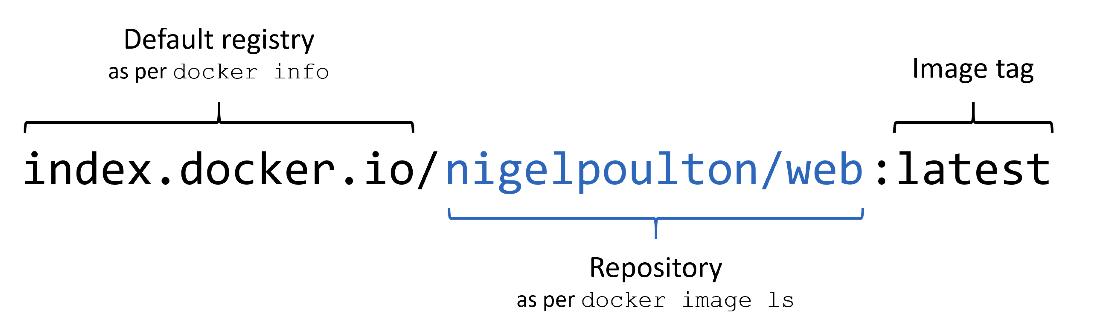 Default registry
as per docker info
Image tag
index.docker.io/nigelpoulton/web:latest
Repository
as per docker image ls